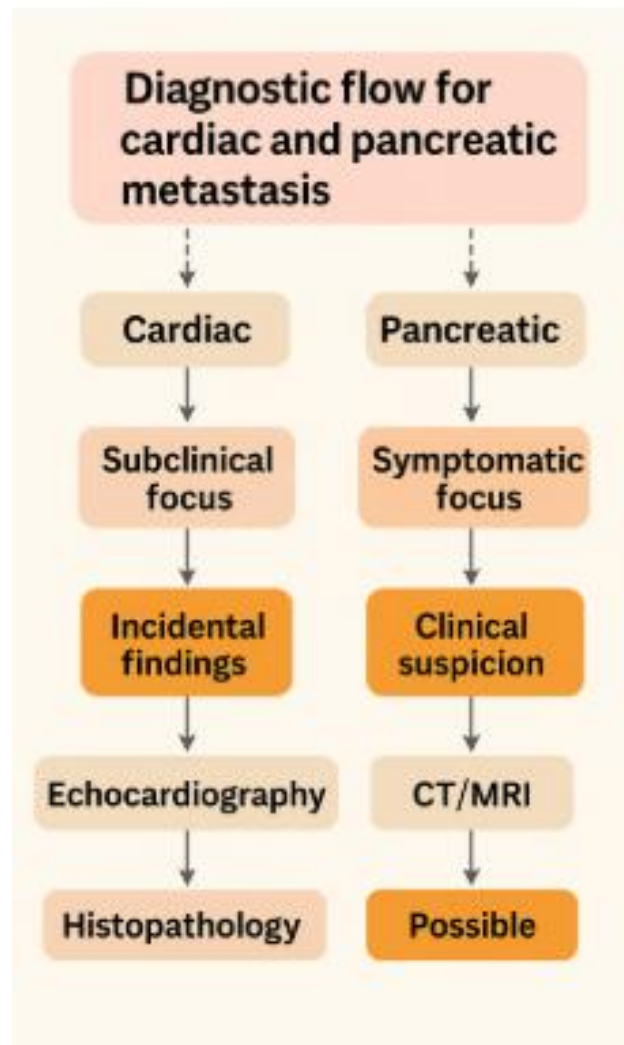 Diagnostic flow for
cardiac and pancreatic
metastasis
Cardiac
Subclinical
focus
Incidental
findings
Echocardiography
Histopathology
Pancreatic
Symptomatic
focus
Clinical
suspicion
CT/MRI
Possible